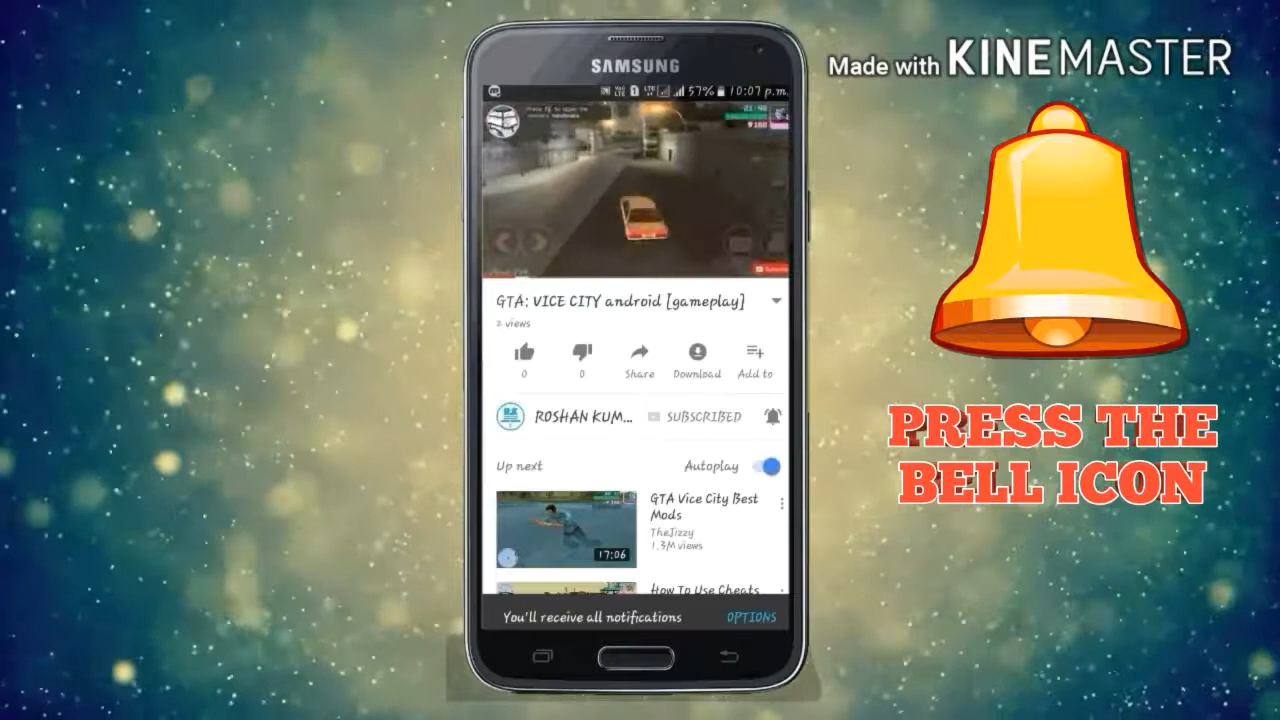 Made with KINEMASTER
SAMSUNG
57% 10:07 p.m.
GTA: VICE CITY android [gameplay]
2 views
0
0
Share
Download
Add to
ROSHAN KUM...
SUBSCRIBED
Up next
Autoplay
GTA Vice City Best
Mods
TheJizzy
1.3M views
17:06
How To Use Cheats
You'll receive all notifications
OPTIONS
PRESS THE
BELL ICON